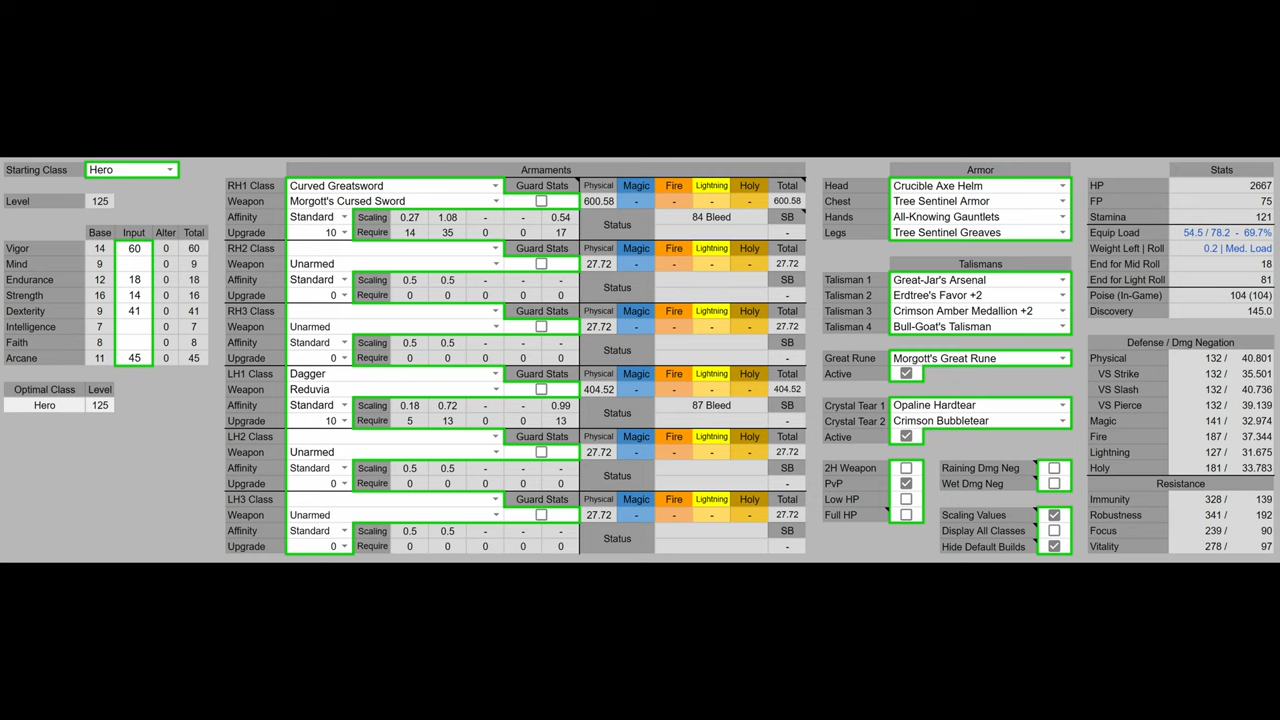 Starting Class Hero
Level 125
Base Input Alter Total
Vigor 14 60 0 60
Mind 9 0 9
Endurance 12 18 0 18
Strength 16 14 0 16
Dexterity 9 41 0 41
Intelligence 7 0 7
Faith 8 0 8
Arcane 11 45 0 45
Optimal Class Level
Hero 125
Armaments
RH1 Class Curved Greatsword Guard Stats Physical Magic Fire Lightning Holy Total
Weapon Morgott's Cursed Sword 600.58 - - - - 600.58
Affinity Standard Scaling 0.27 1.08 - - 0.54 Status 84 Bleed SB
Upgrade 10 Require 14 35 0 0 17 -
RH2 Class Guard Stats Physical Magic Fire Lightning Holy Total
Weapon Unarmed 27.72 - - - - 27.72
Affinity Standard Scaling 0.5 0.5 - - - Status SB
Upgrade 0 Require 0 0 0 0 0 -
RH3 Class Guard Stats Physical Magic Fire Lightning Holy Total
Weapon Unarmed 27.72 - - - - 27.72
Affinity Standard Scaling 0.5 0.5 - - - Status SB
Upgrade 0 Require 0 0 0 0 0 -
LH1 Class Dagger Guard Stats Physical Magic Fire Lightning Holy Total
Weapon Reduvia 404.52 - - - - 404.52
Affinity Standard Scaling 0.18 0.72 - - 0.99 Status 87 Bleed SB
Upgrade 10 Require 5 13 0 0 13 -
LH2 Class Guard Stats Physical Magic Fire Lightning Holy Total
Weapon Unarmed 27.72 - - - - 27.72
Affinity Standard Scaling 0.5 0.5 - - - Status SB
Upgrade 0 Require 0 0 0 0 0 -
LH3 Class Guard Stats Physical Magic Fire Lightning Holy Total
Weapon Unarmed 27.72 - - - - 27.72
Affinity Standard Scaling 0.5 0.5 - - - Status SB
Upgrade 0 Require 0 0 0 0 0 -
Armor
Head Crucible Axe Helm
Chest Tree Sentinel Armor
Hands All-Knowing Gauntlets
Legs Tree Sentinel Greaves
Talismans
Talisman 1 Great-Jar's Arsenal
Talisman 2 Erdtree's Favor +2
Talisman 3 Crimson Amber Medallion +2
Talisman 4 Bull-Goat's Talisman
Great Rune Morgott's Great Rune
Active
Crystal Tear 1 Opaline Hardtear
Crystal Tear 2 Crimson Bubbletear
Active
2H Weapon Raining Dmg Neg
PvP Wet Dmg Neg
Low HP
Full HP Scaling Values
Display All Classes
Hide Default Builds
Stats
HP 2667
FP 75
Stamina 121
Equip Load 54.5 / 78.2 - 69.7%
Weight Left | Roll 0.2 | Med. Load
End for Mid Roll 18
End for Light Roll 81
Poise (In-Game) 104 (104)
Discovery 145.0
Defense / Dmg Negation
Physical 132 / 40.801
VS Strike 132 / 35.501
VS Slash 132 / 40.736
VS Pierce 132 / 39.139
Magic 141 / 32.974
Fire 187 / 37.344
Lightning 127 / 31.675
Holy 181 / 33.783
Resistance
Immunity 328 / 139
Robustness 341 / 192
Focus 239 / 90
Vitality 278 / 97